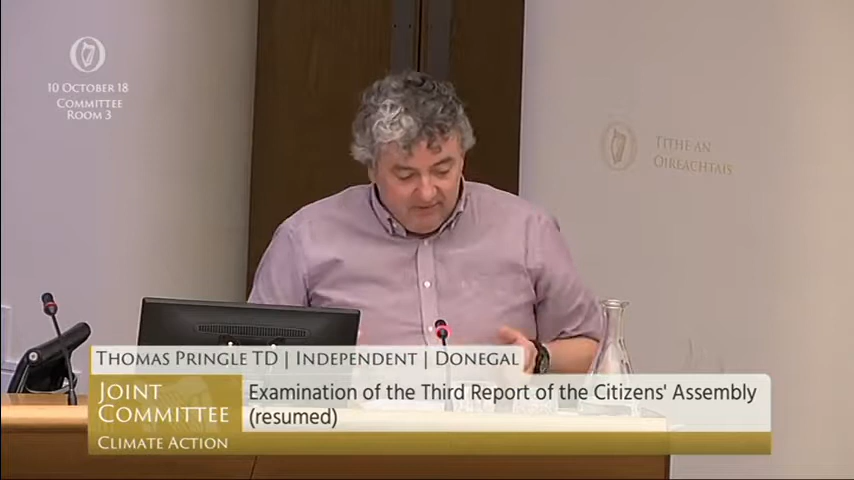 10 October 18
Committee
Room 3
Tithe an
Oireachtais
Thomas Pringle TD | Independent | Donegal
Joint
Committee
Climate Action
Examination of the Third Report of the Citizens' Assembly
(resumed)